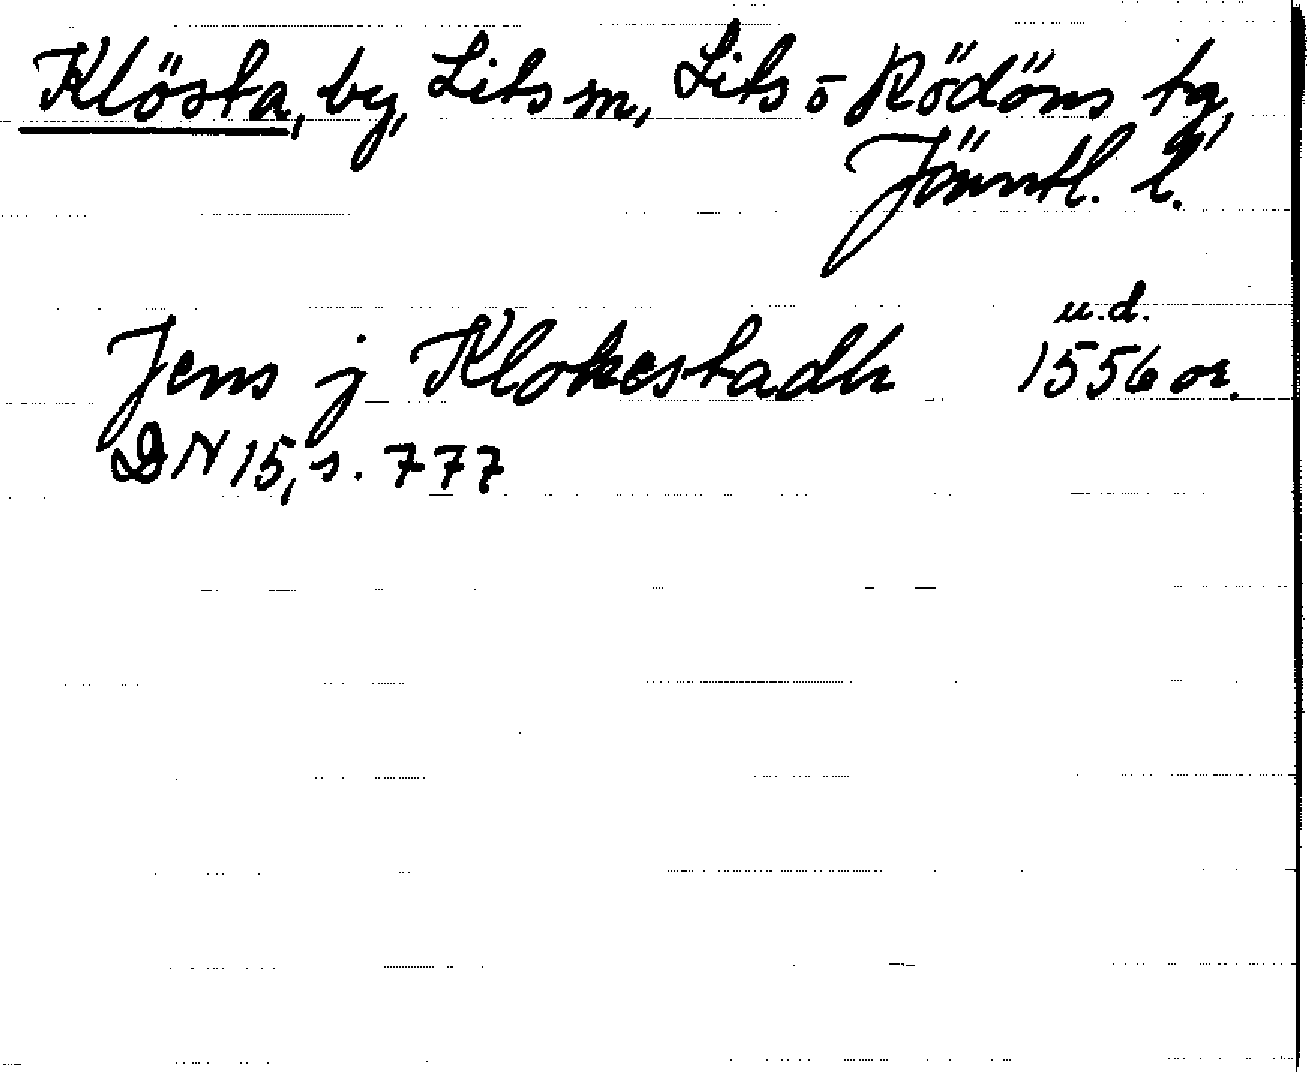 Klösta, by, Lits m, Lits o Rödöns tg,
Jämtl. l.
u.d.
Jens j Klokestadh 1556 or.
DN 15, s. 777